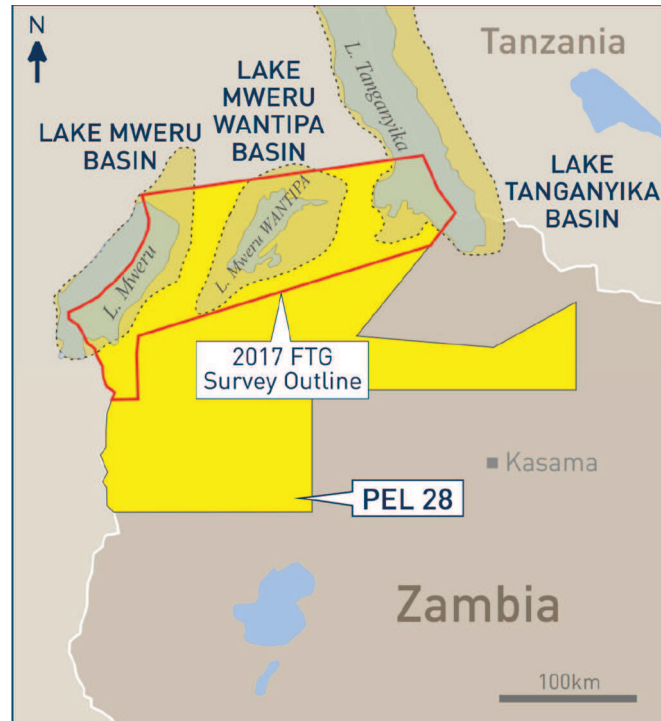 N
Tanzania
LAKE
MWERU
WANTIPA
BASIN
L. Tanganyika
LAKE MWERU
BASIN
LAKE
TANGANYIKA
BASIN
L. Mweru WANTIPA
L. Mweru
2017 FTG
Survey Outline
Kasama
PEL 28
Zambia
100km